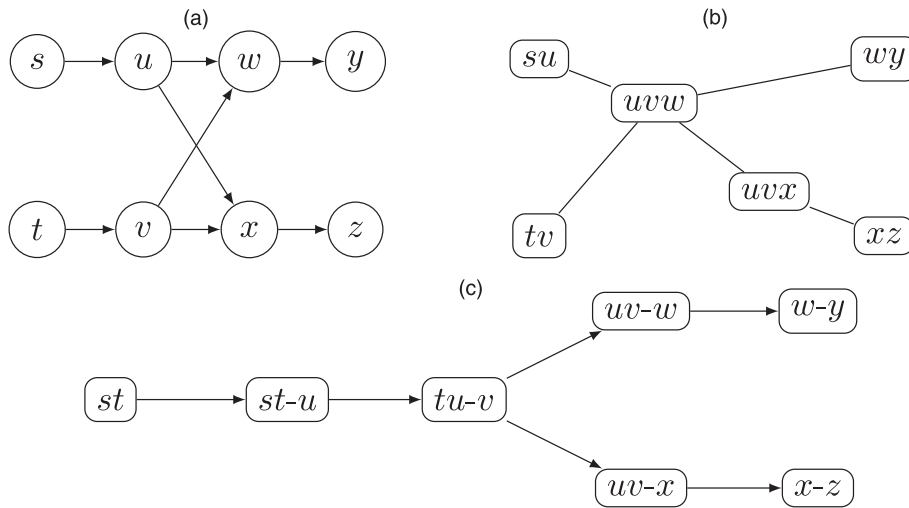 (a)
s u w y
t v x z
(b)
su wy
uvw
uvx
tv xz
(c)
uv-w w-y
st st-u tu-v
uv-x x-z